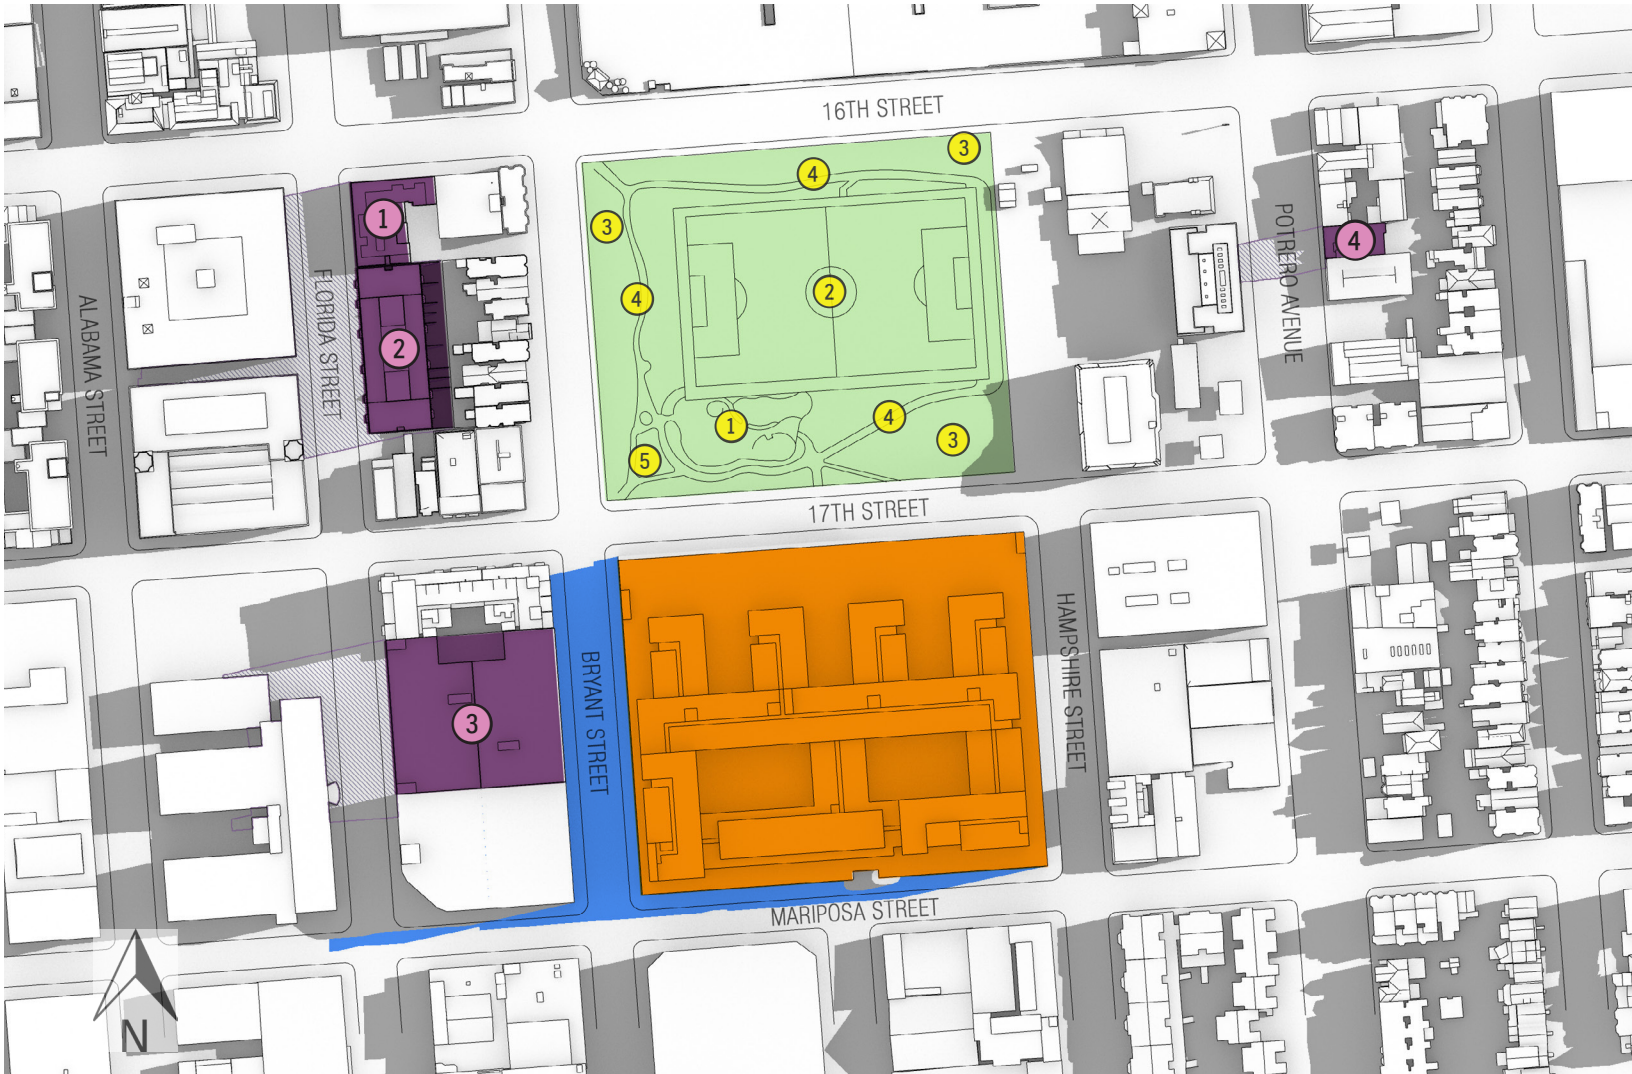 16TH STREET
3
4
1
3
POTRERO AVENUE
4
FLORIDA STREET
4
2
ALABAMA STREET
2
1
4
3
5
17TH STREET
BRYANT STREET
HAMPSHIRE STREET
3
MARIPOSA STREET
N